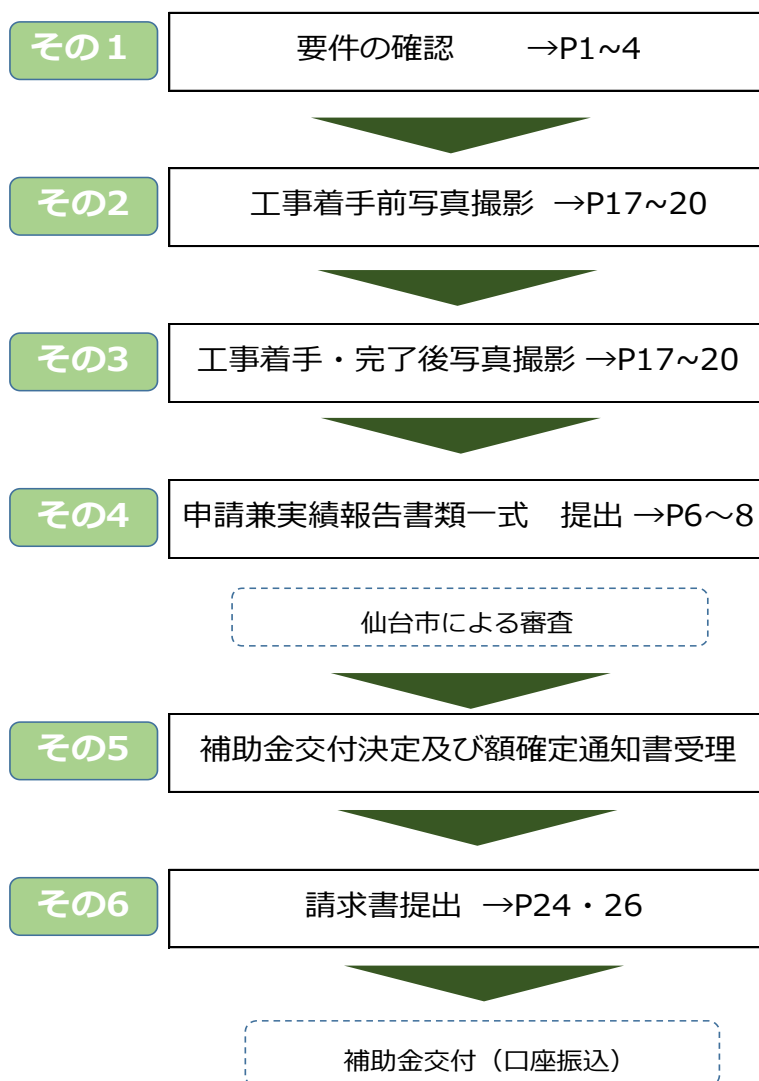 その1 要件の確認 →P1~4
その2 工事着手前写真撮影 →P17~20
その3 工事着手・完了後写真撮影 →P17~20
その4 申請兼実績報告書類一式 提出 →P6～8
仙台市による審査
その5 補助金交付決定及び額確定通知書受理
その6 請求書提出 →P24・26
補助金交付（口座振込）